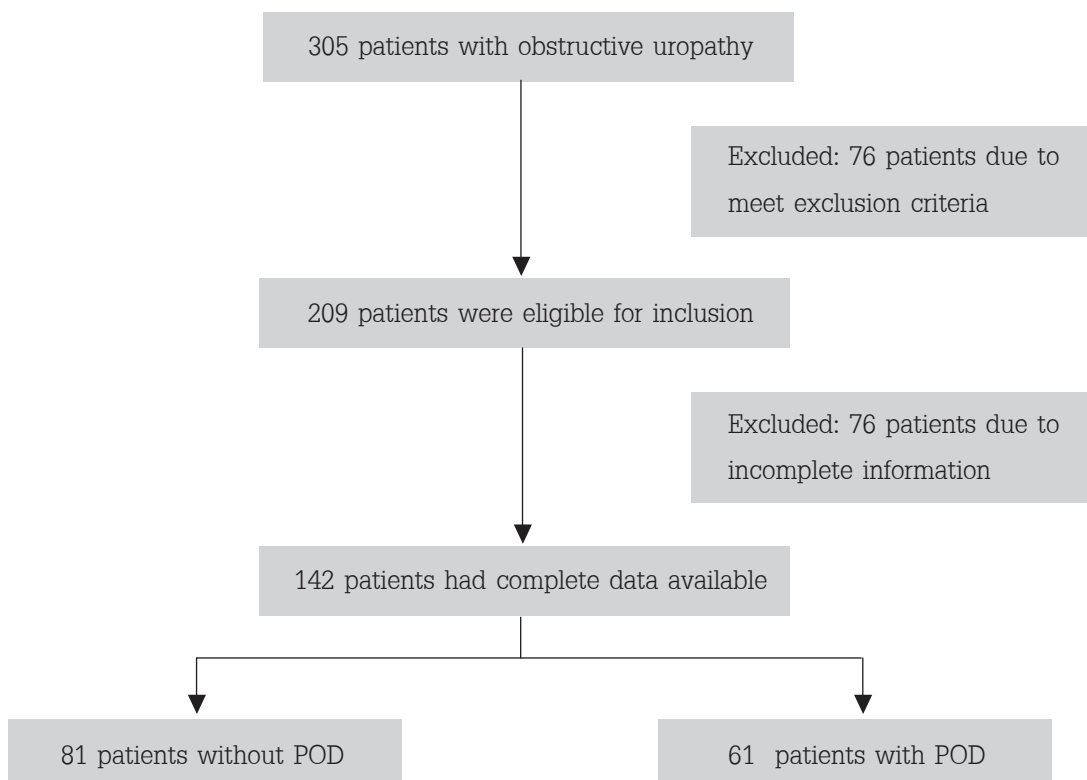 305 patients with obstructive uropathy
Excluded: 76 patients due to
meet exclusion criteria
209 patients were eligible for inclusion
Excluded: 76 patients due to
incomplete information
142 patients had complete data available
81 patients without POD
61 patients with POD